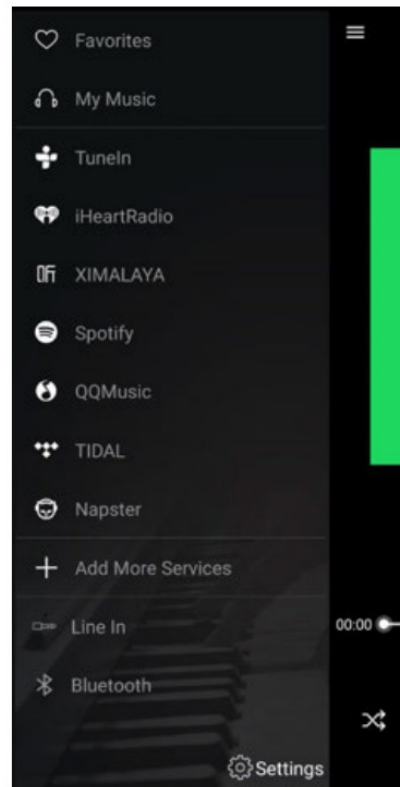 Favorites
My Music
TuneIn
iHeartRadio
XIMALAYA
Spotify
QQMusic
TIDAL
Napster
Add More Services
Line In
00:00
Bluetooth
Settings